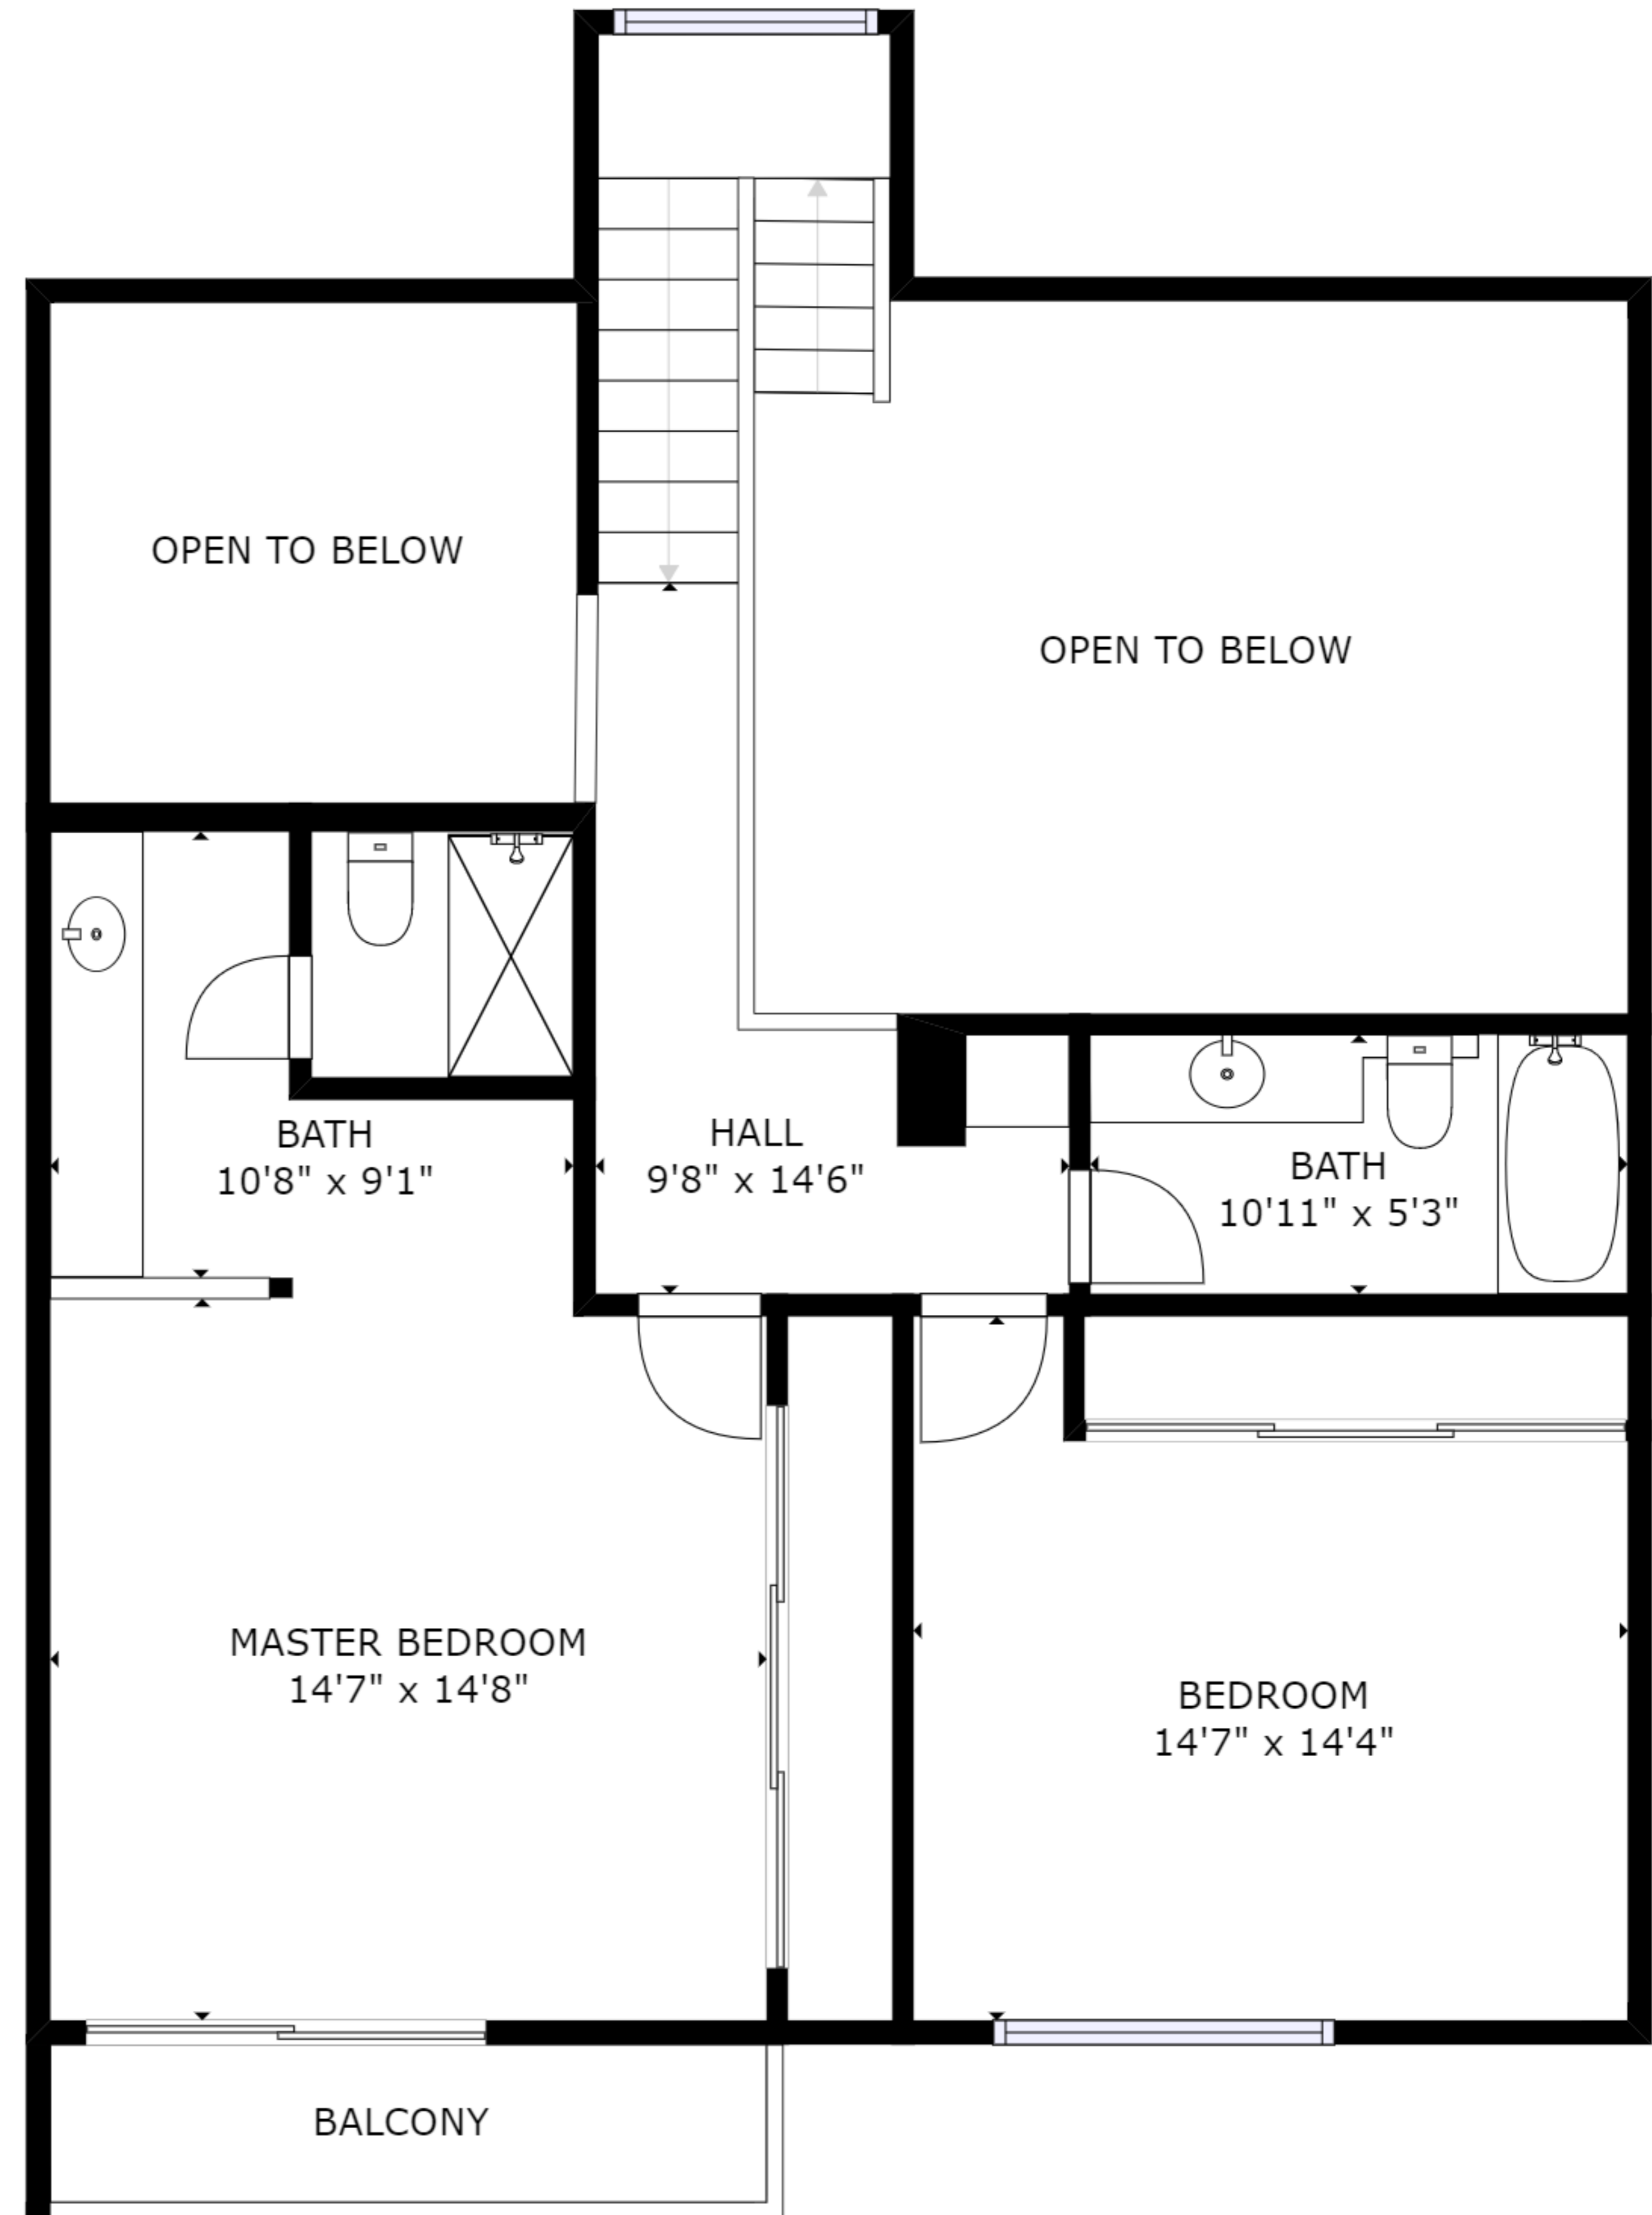 OPEN TO BELOW
OPEN TO BELOW
BATH
10'8" x 9'1"
HALL
9'8" x 14'6"
BATH
10'11" x 5'3"
MASTER BEDROOM
14'7" x 14'8"
BEDROOM
14'7" x 14'4"
BALCONY